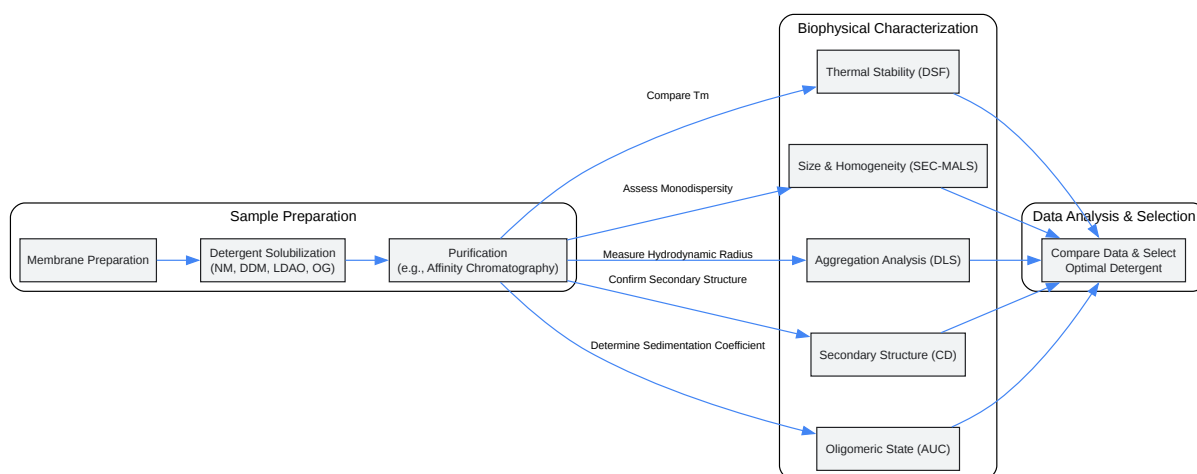 Sample Preparation
Membrane Preparation
Detergent Solubilization
(NM, DDM, LDAO, OG)
Purification
(e.g., Affinity Chromatography)
Compare Tm
Assess Monodispersity
Measure Hydrodynamic Radius
Confirm Secondary Structure
Determine Sedimentation Coefficient
Biophysical Characterization
Thermal Stability (DSF)
Size & Homogeneity (SEC-MALS)
Aggregation Analysis (DLS)
Secondary Structure (CD)
Oligomeric State (AUC)
Data Analysis & Selection
Compare Data & Select
Optimal Detergent